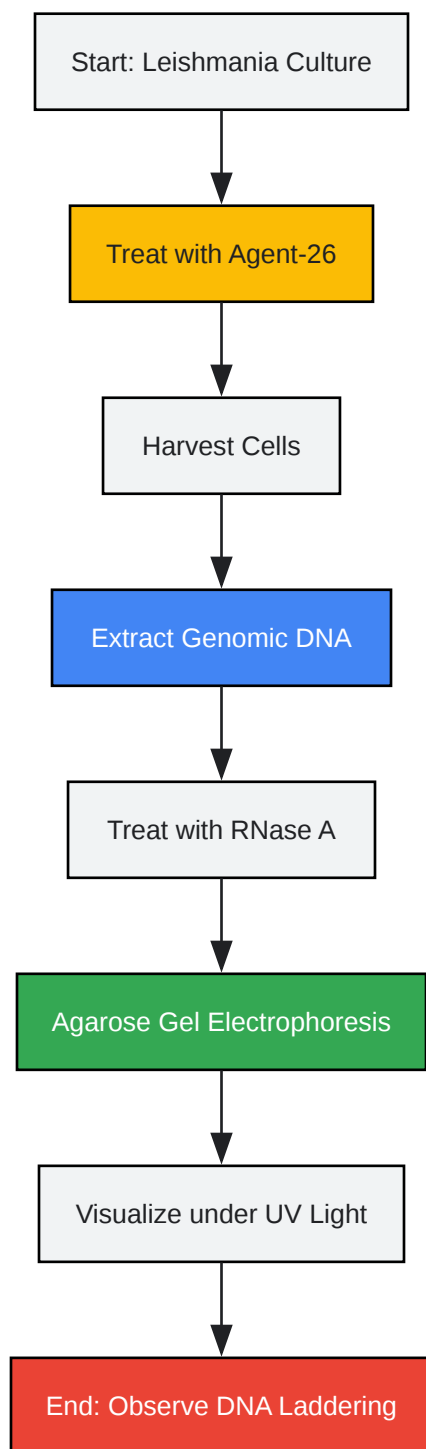 Start: Leishmania Culture
Treat with Agent-26
Harvest Cells
Extract Genomic DNA
Treat with RNase A
Agarose Gel Electrophoresis
Visualize under UV Light
End: Observe DNA Laddering